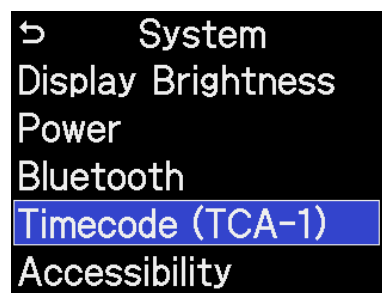 System
Display Brightness
Power
Bluetooth
Timecode (TCA-1)
Accessibility